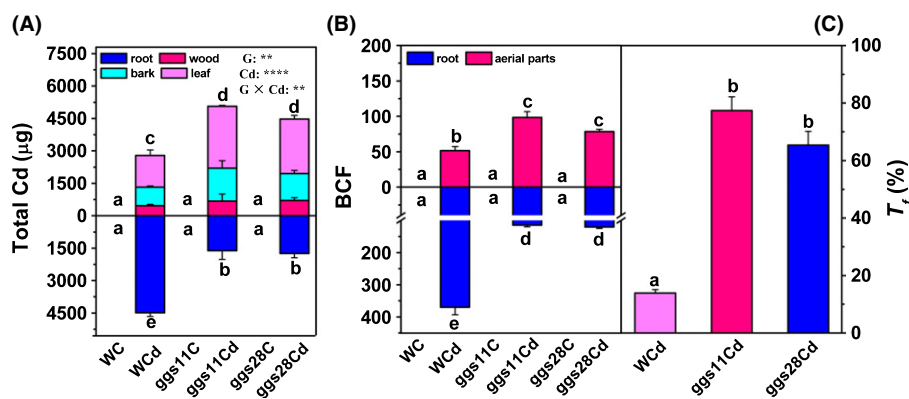 (A)
7500
6000
4500
3000
1500
0
1500
3000
4500
Total Cd (μg)
root wood
bark leaf
G: **
Cd: ****
G × Cd: **
a a c a a d a a d
e b b
WC WCd ggs11C ggs11Cd ggs28C ggs28Cd
(B)
200
150
100
50
0
200
300
400
BCF
root aerial parts
a a b a a c a a c
e d d
WC WCd ggs11C ggs11Cd ggs28C ggs28Cd
(C)
100
80
60
40
20
0
Tf (%)
a b b
WCd ggs11Cd ggs28Cd